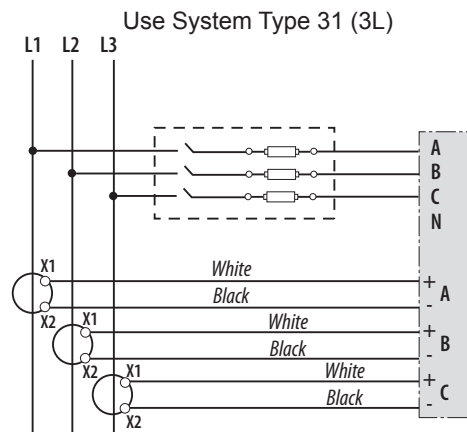 Use System Type 31 (3L)
L1 L2 L3
A
B
C
N
X1 White +
A
Black -
X2 X1 White +
B
X2 Black -
X1 White +
C
X2 Black -